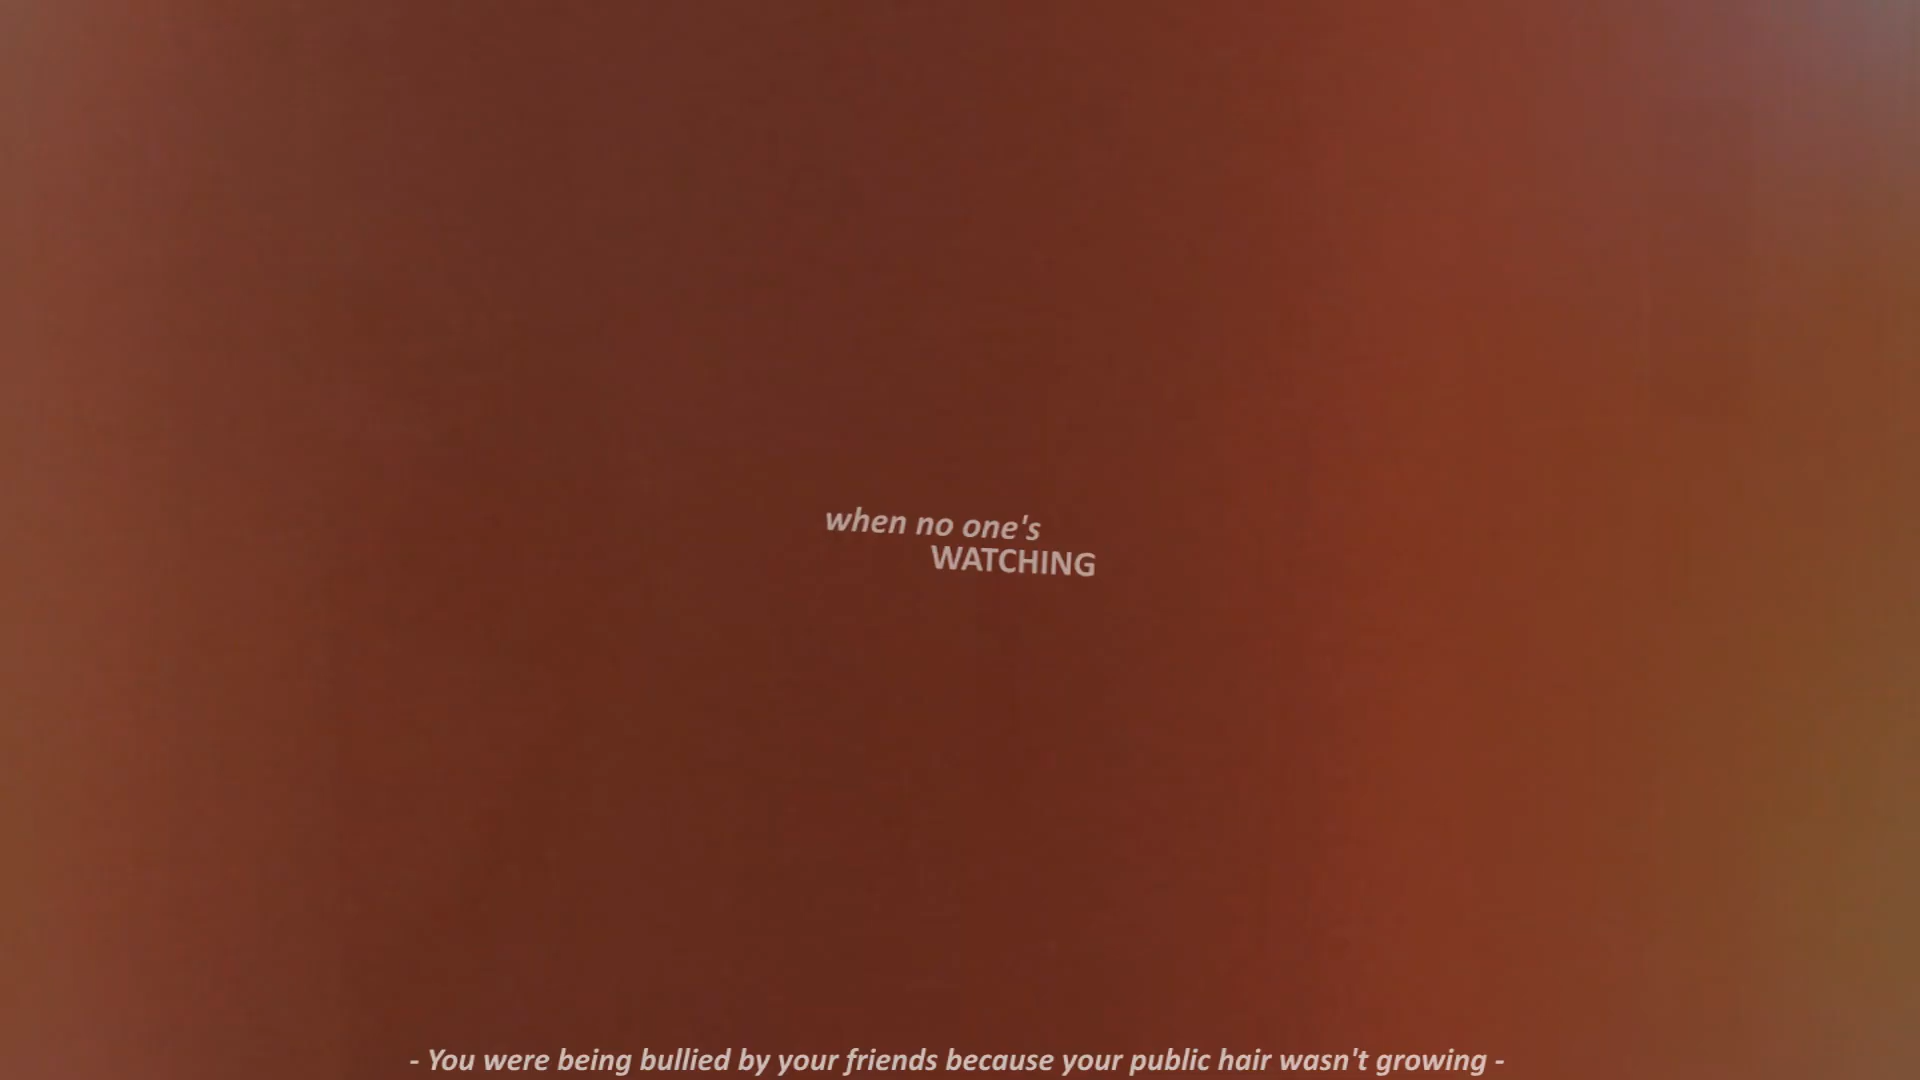 when no one's
WATCHING
- You were being bullied by your friends because your public hair wasn't growing -